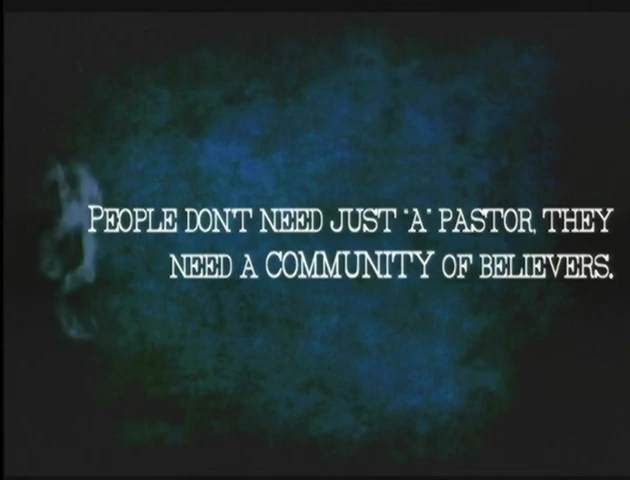 PEOPLE DON'T NEED JUST "A" PASTOR, THEY
NEED A COMMUNITY OF BELIEVERS.